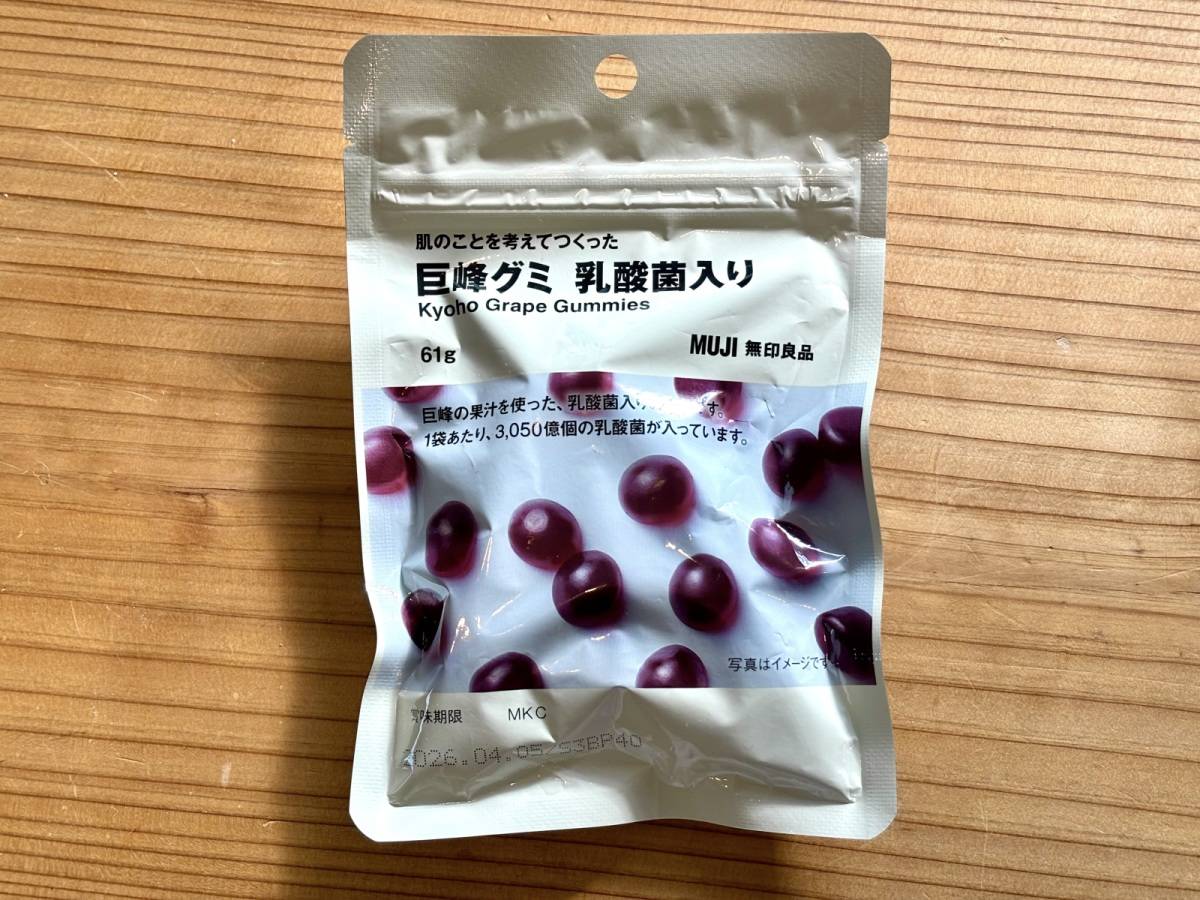 肌のことを考えてつくった
巨峰グミ 乳酸菌入り
Kyoho Grape Gummies
61g
MUJI 無印良品
巨峰の果汁を使った、乳酸菌入り
1袋あたり、3,050億個の乳酸菌が入っています。
写真はイメージです
賞味期限 MKC
2026.04.05/S3BP40